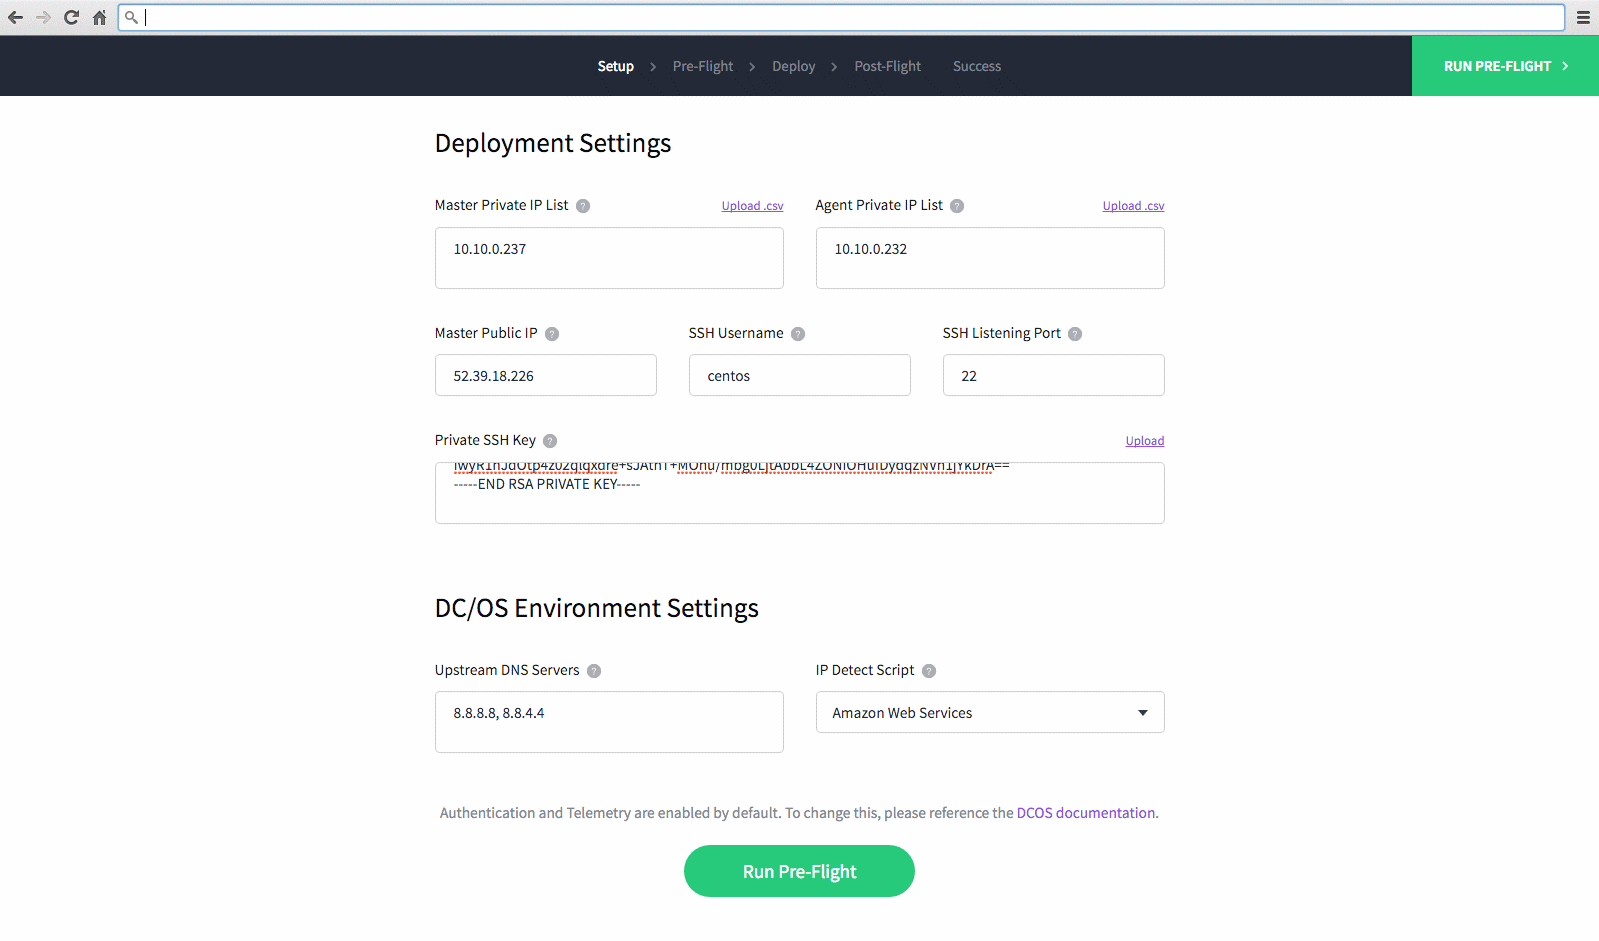 Setup Pre-Flight Deploy Post-Flight Success RUN PRE-FLIGHT
Deployment Settings
Master Private IP List ? Upload .csv Agent Private IP List ? Upload .csv
10.10.0.237 10.10.0.232
Master Public IP ? SSH Username ? SSH Listening Port ?
52.39.18.226 centos 22
Private SSH Key ? Upload
-----END RSA PRIVATE KEY-----
DC/OS Environment Settings
Upstream DNS Servers ? IP Detect Script ?
8.8.8.8, 8.8.4.4 Amazon Web Services
Authentication and Telemetry are enabled by default. To change this, please reference the DCOS documentation.
Run Pre-Flight